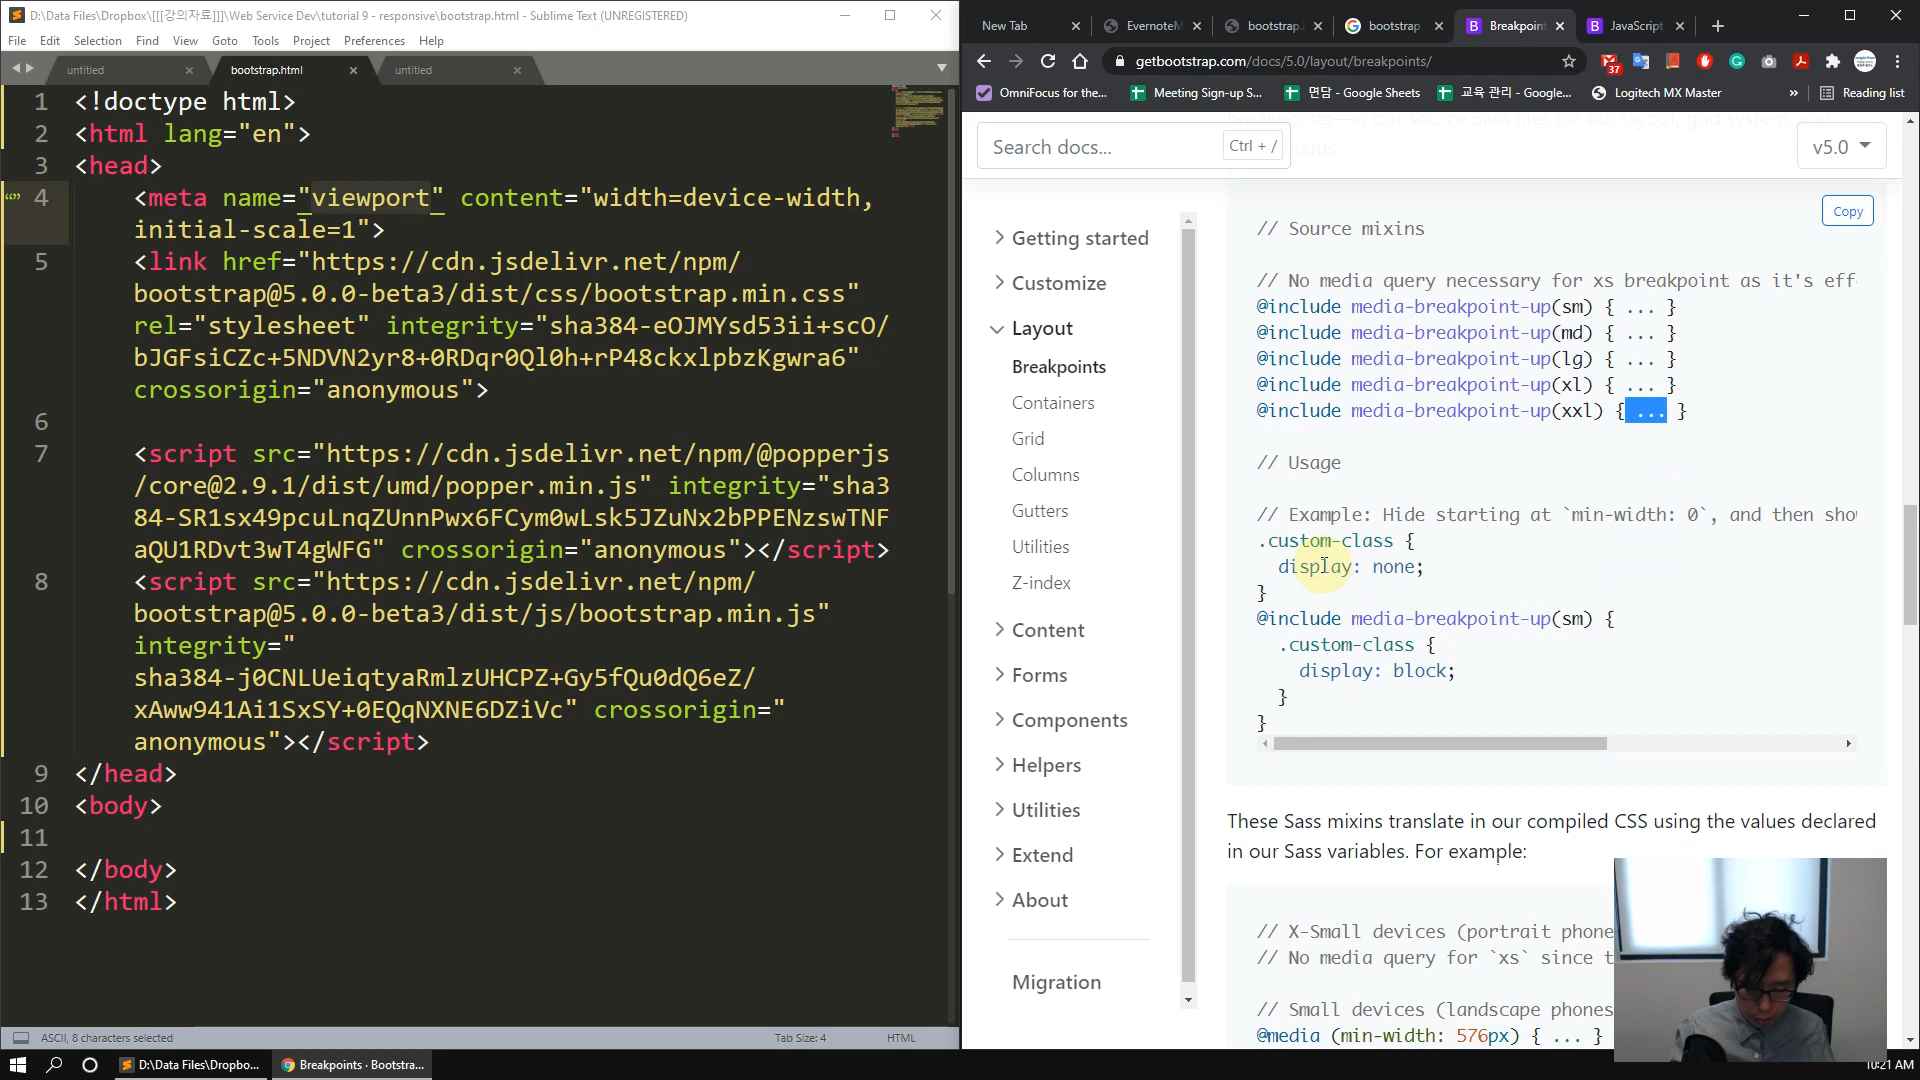 D:\Data Files\Dropbox\[[[강의자료]]]\Web Service Dev\tutorial 9 - responsive\bootstrap.html - Sublime Text (UNREGISTERED)
File Edit Selection Find View Goto Tools Project Preferences Help
untitled bootstrap.html untitled
1 <!doctype html>
2 <html lang="en">
3 <head>
4 <meta name="viewport" content="width=device-width,
initial-scale=1">
5 <link href="https://cdn.jsdelivr.net/npm/
bootstrap@5.0.0-beta3/dist/css/bootstrap.min.css"
rel="stylesheet" integrity="sha384-eOJMYsd53ii+scO/
bJGFsiCZc+5NDVN2yr8+0RDqr0Ql0h+rP48ckxlpbzKgwra6"
crossorigin="anonymous">
6
7 <script src="https://cdn.jsdelivr.net/npm/@popperjs
/core@2.9.1/dist/umd/popper.min.js" integrity="sha3
84-SR1sx49pcuLnqZUnnPwx6FCym0wLsk5JZuNx2bPPENzswTNF
aQU1RDvt3wT4gWFG" crossorigin="anonymous"></script>
8 <script src="https://cdn.jsdelivr.net/npm/
bootstrap@5.0.0-beta3/dist/js/bootstrap.min.js"
integrity="
sha384-j0CNLUeiqtyaRmlzUHCPZ+Gy5fQu0dQ6eZ/
xAww941Ai1SxSY+0EQqNXNE6DZiVc" crossorigin="
anonymous"></script>
9 </head>
10 <body>
11
12 </body>
13 </html>
ASCII, 8 characters selected Tab Size: 4 HTML
New Tab EvernoteM bootstrap. bootstrap Breakpoint JavaScript
getbootstrap.com/docs/5.0/layout/breakpoints/
37
OmniFocus for the... Meeting Sign-up S... 면담 - Google Sheets 교육 관리 - Google... Logitech MX Master » Reading list
breakpoints—in our source Sass files for our layout, grid system, and
Search docs... Ctrl + / v5.0
Getting started
Customize
Layout
Breakpoints
Containers
Grid
Columns
Gutters
Utilities
Z-index
Content
Forms
Components
Helpers
Utilities
Extend
About
Migration
Copy
// Source mixins
// No media query necessary for xs breakpoint as it's eff
@include media-breakpoint-up(sm) { ... }
@include media-breakpoint-up(md) { ... }
@include media-breakpoint-up(lg) { ... }
@include media-breakpoint-up(xl) { ... }
@include media-breakpoint-up(xxl) { ... }
// Usage
// Example: Hide starting at `min-width: 0`, and then sho
.custom-class {
display: none;
}
@include media-breakpoint-up(sm) {
.custom-class {
display: block;
}
}
These Sass mixins translate in our compiled CSS using the values declared
in our Sass variables. For example:
// X-Small devices (portrait phone
// No media query for `xs` since t
// Small devices (landscape phones
@media (min-width: 576px) { ... }
D:\Data Files\Dropbo... Breakpoints · Bootstra... 10:21 AM